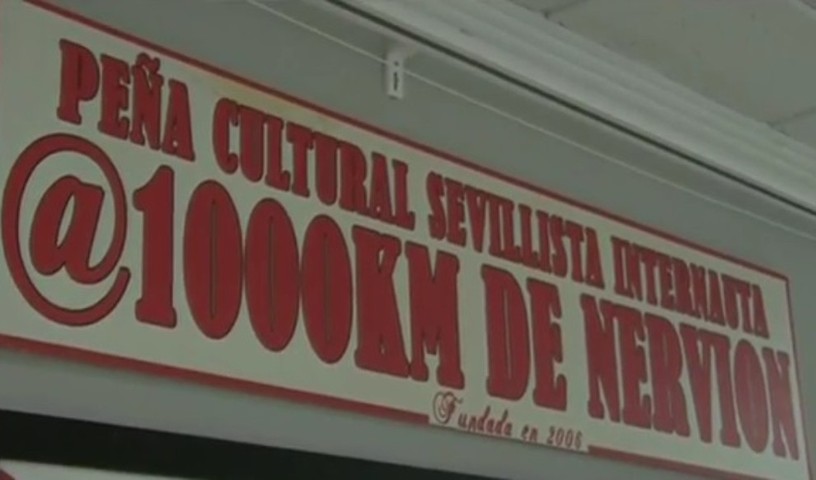 PEÑA CULTURAL SEVILLISTA INTERNAUTA
@1000KM DE NERVION
Fundada en 2006